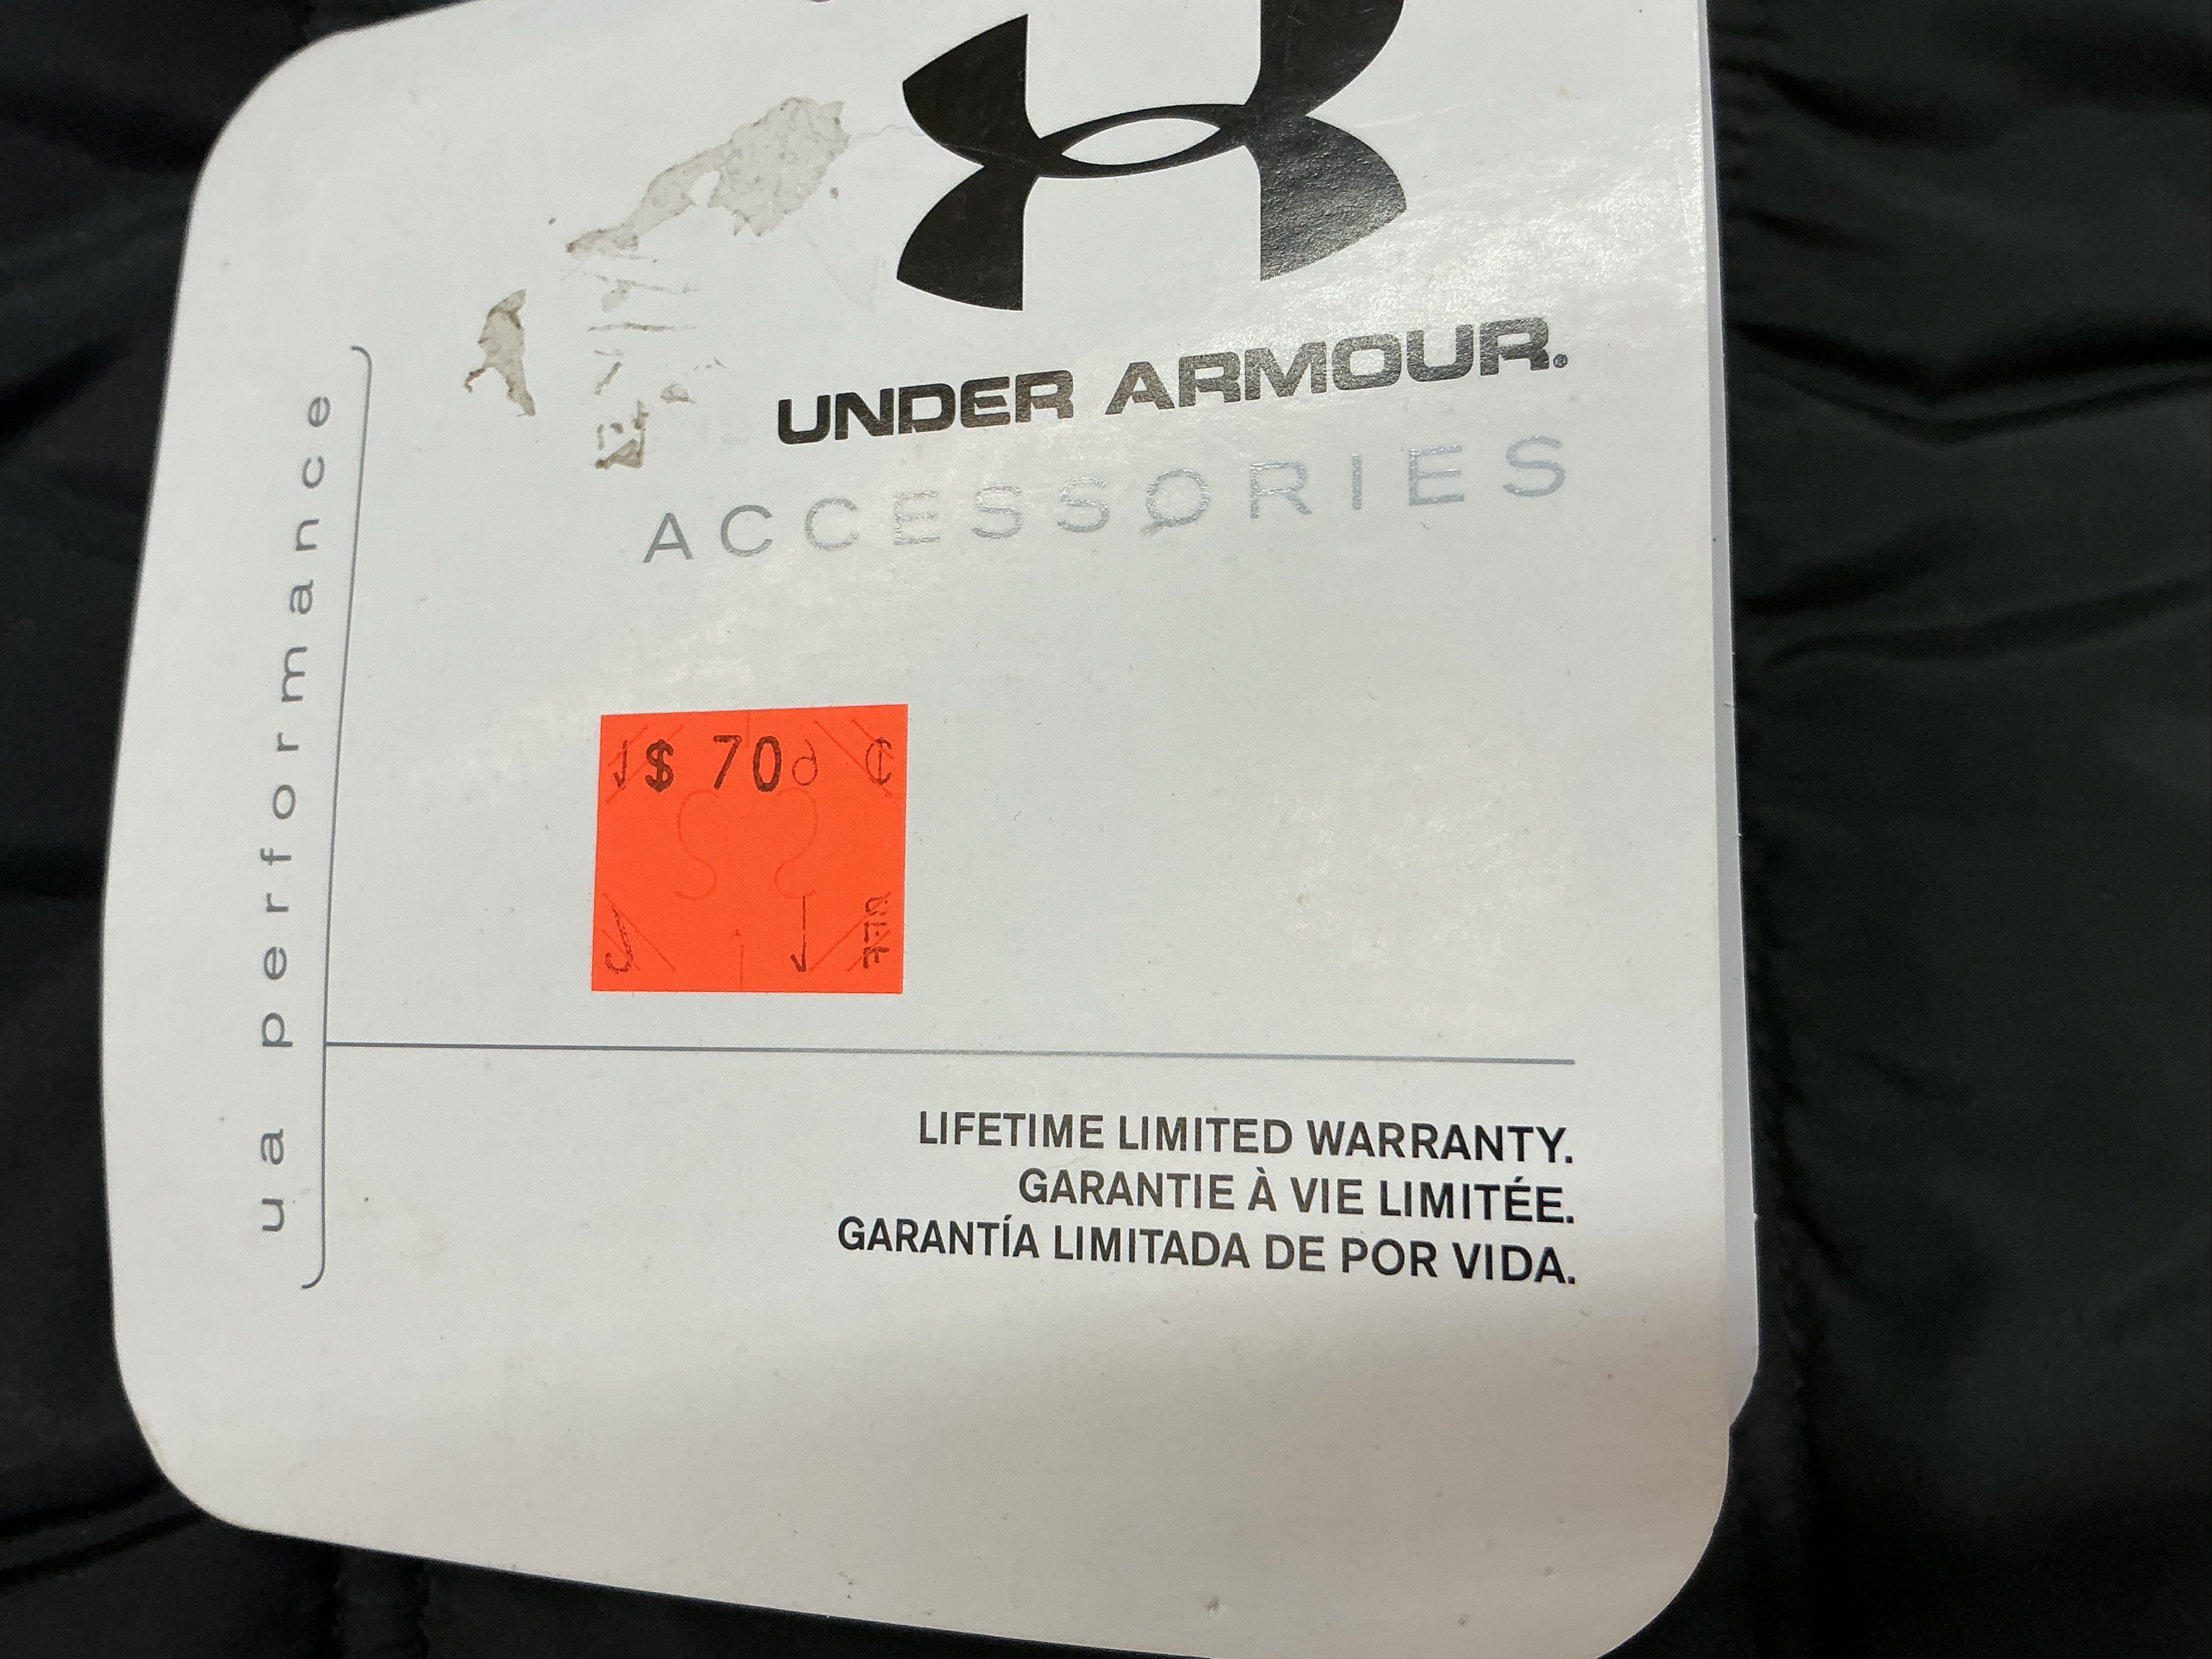 UNDER ARMOUR®
ACCESSORIES
ua performance
$ 70
LIFETIME LIMITED WARRANTY.
GARANTIE À VIE LIMITÉE.
GARANTÍA LIMITADA DE POR VIDA.